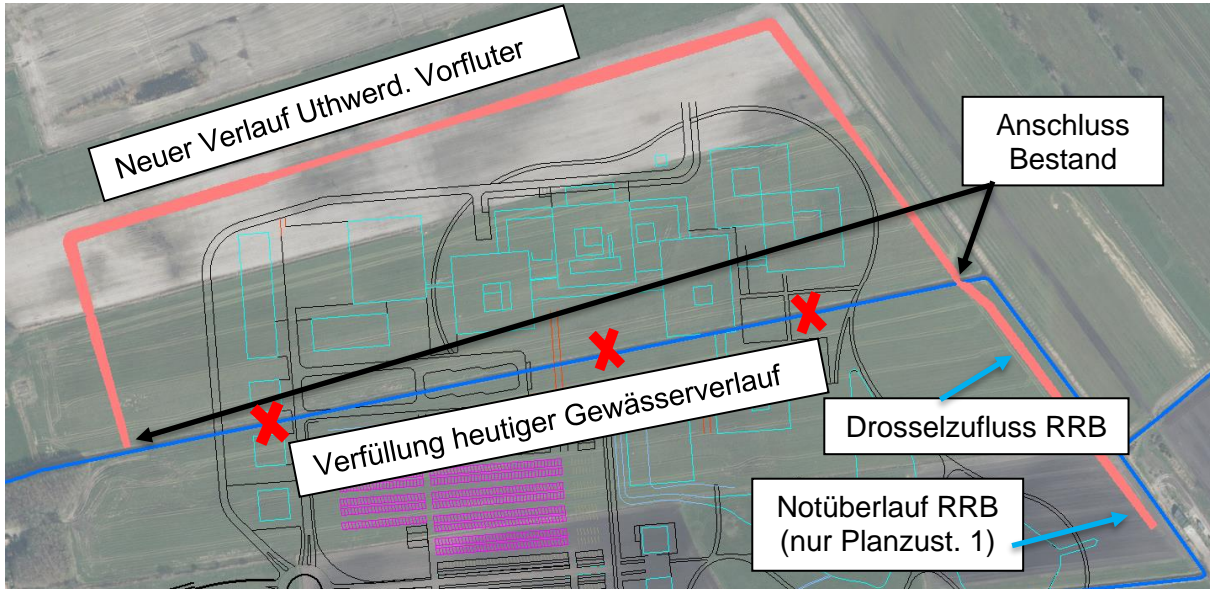 Neuer Verlauf Uthwerd. Vorfluter
Anschluss
Bestand
Verfüllung heutiger Gewässerverlauf
Drosselzufluss RRB
Notüberlauf RRB
(nur Planzust. 1)